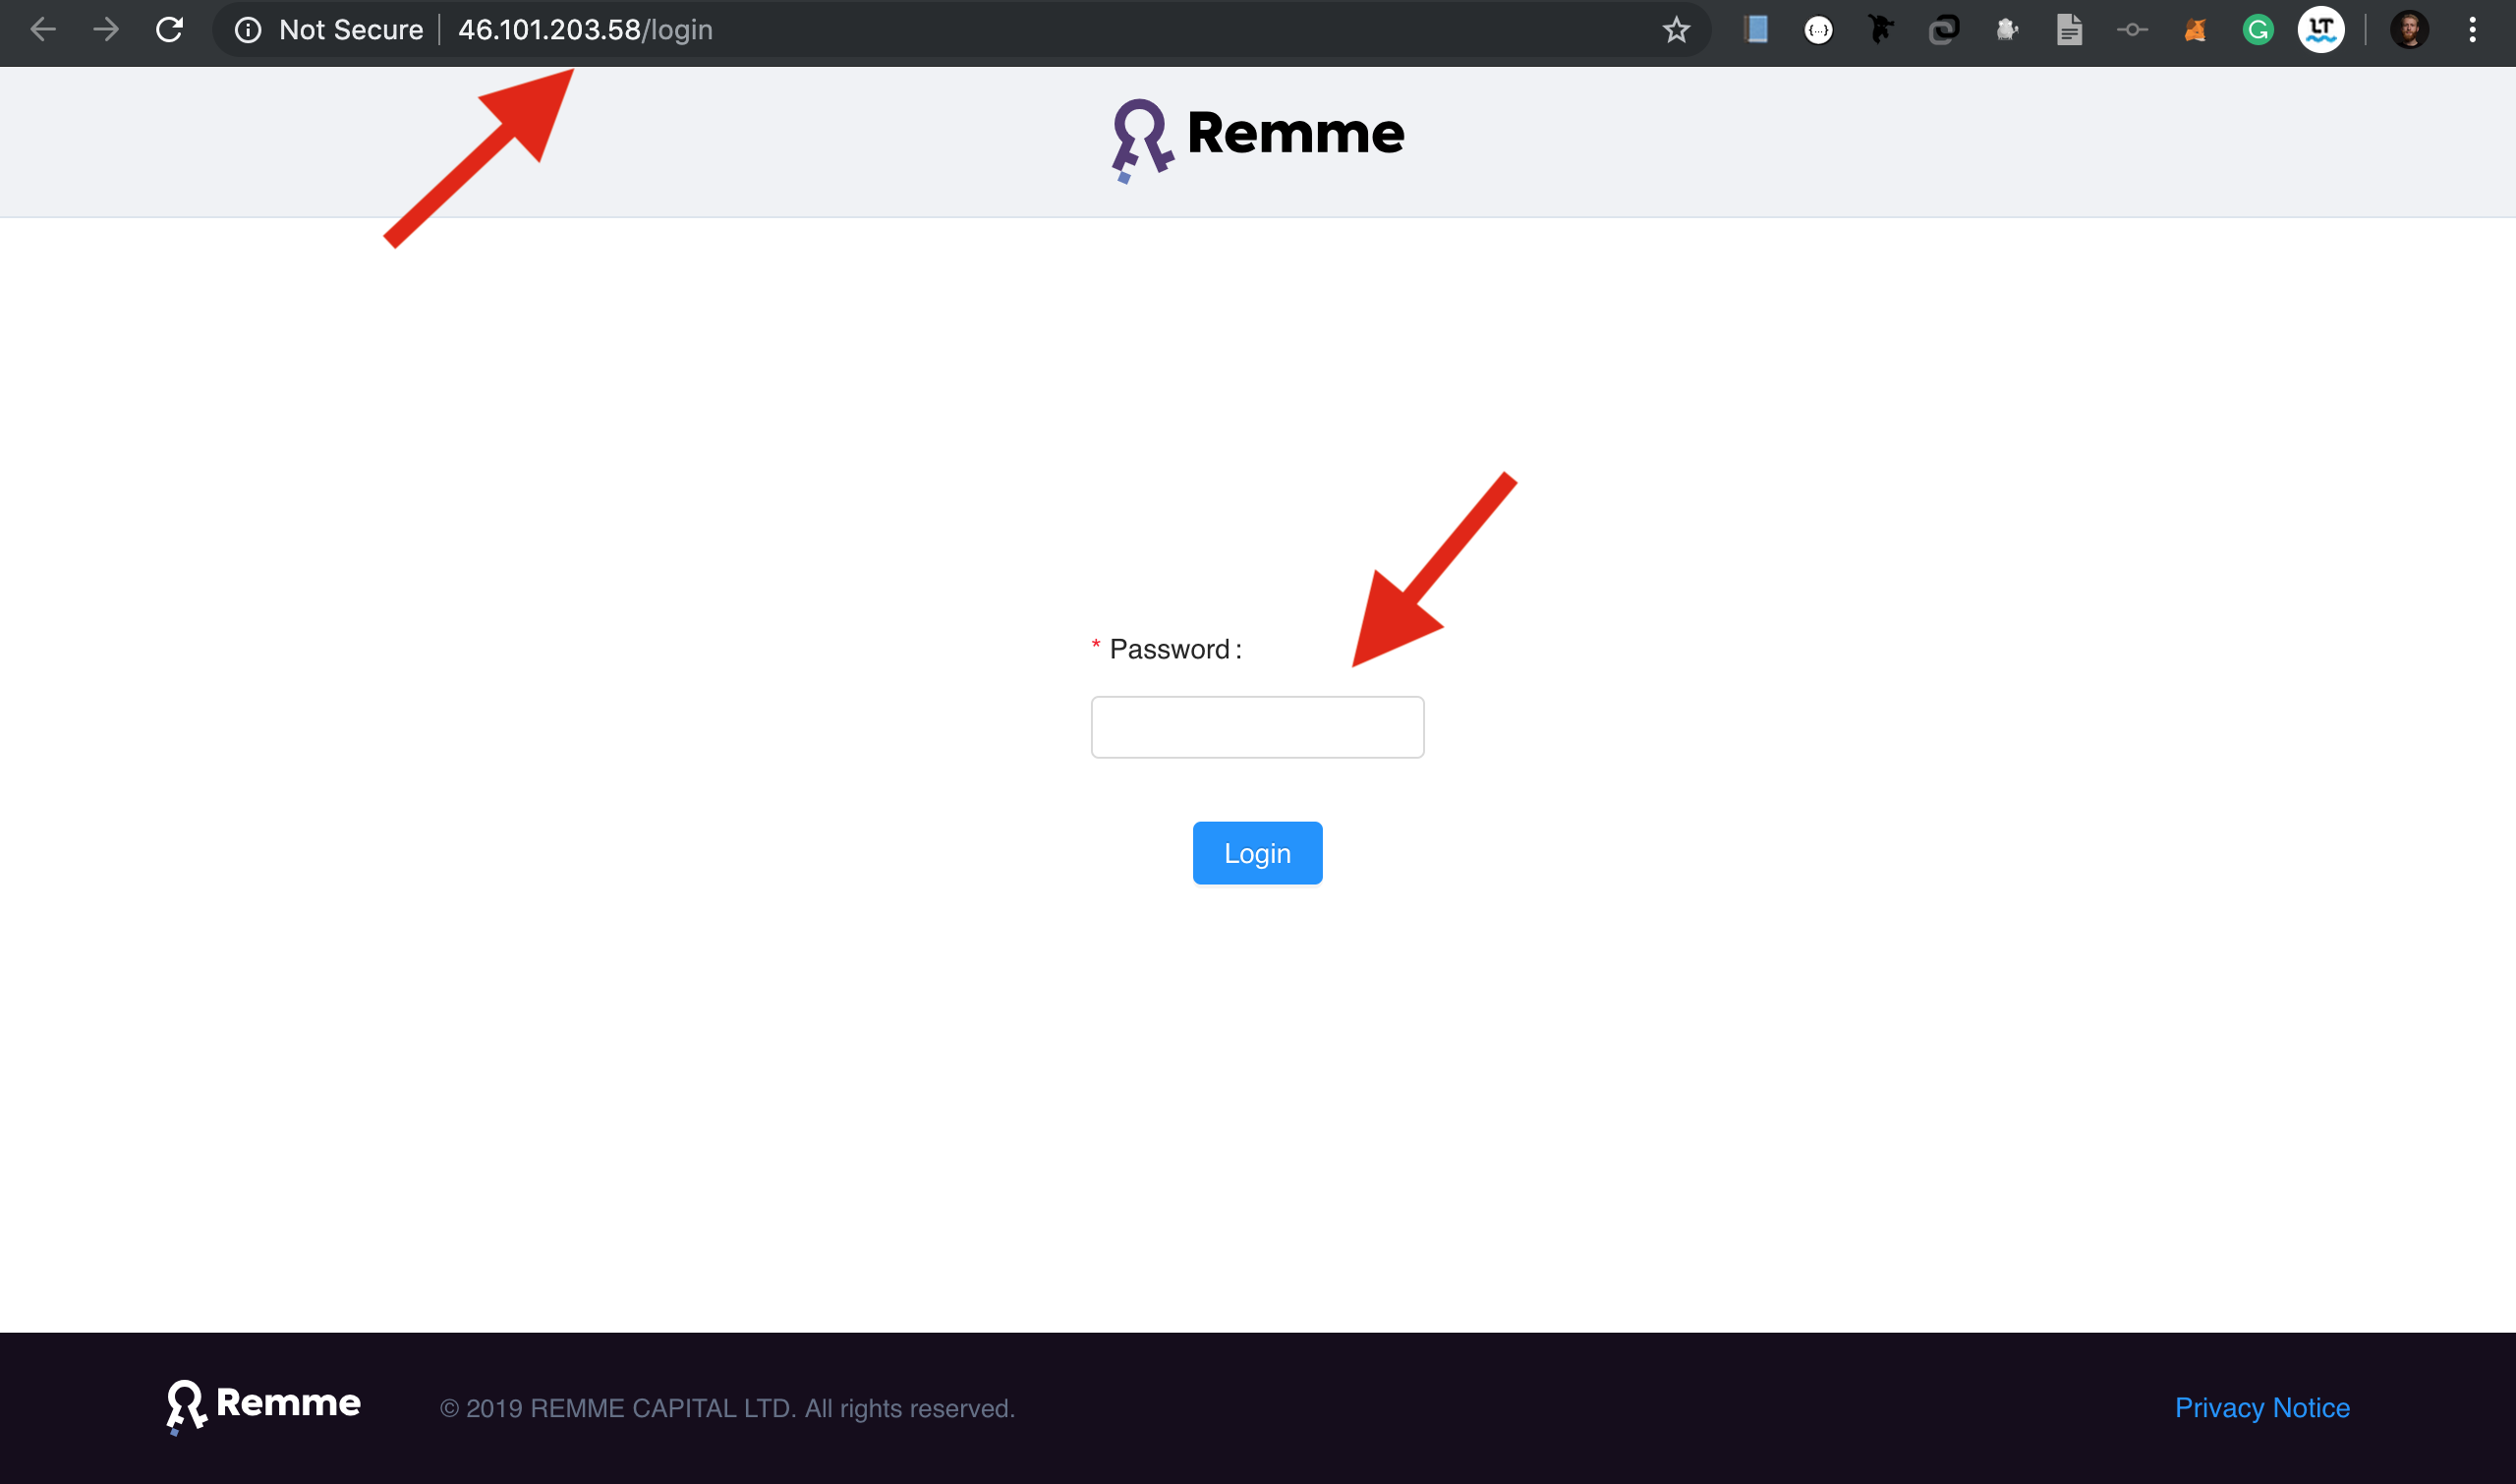 Not Secure | 46.101.203.58/login
{...}
G
LT
Remme
* Password :
Login
Remme
© 2019 REMME CAPITAL LTD. All rights reserved.
Privacy Notice